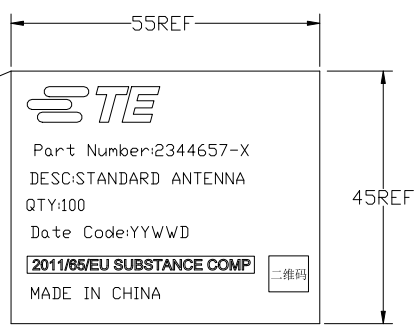 55REF
TE
Part Number:2344657-X
DESC:STANDARD ANTENNA
45REF
QTY:100
Date Code:YYWWD
2011/65/EU SUBSTANCE COMP
二维码
MADE IN CHINA